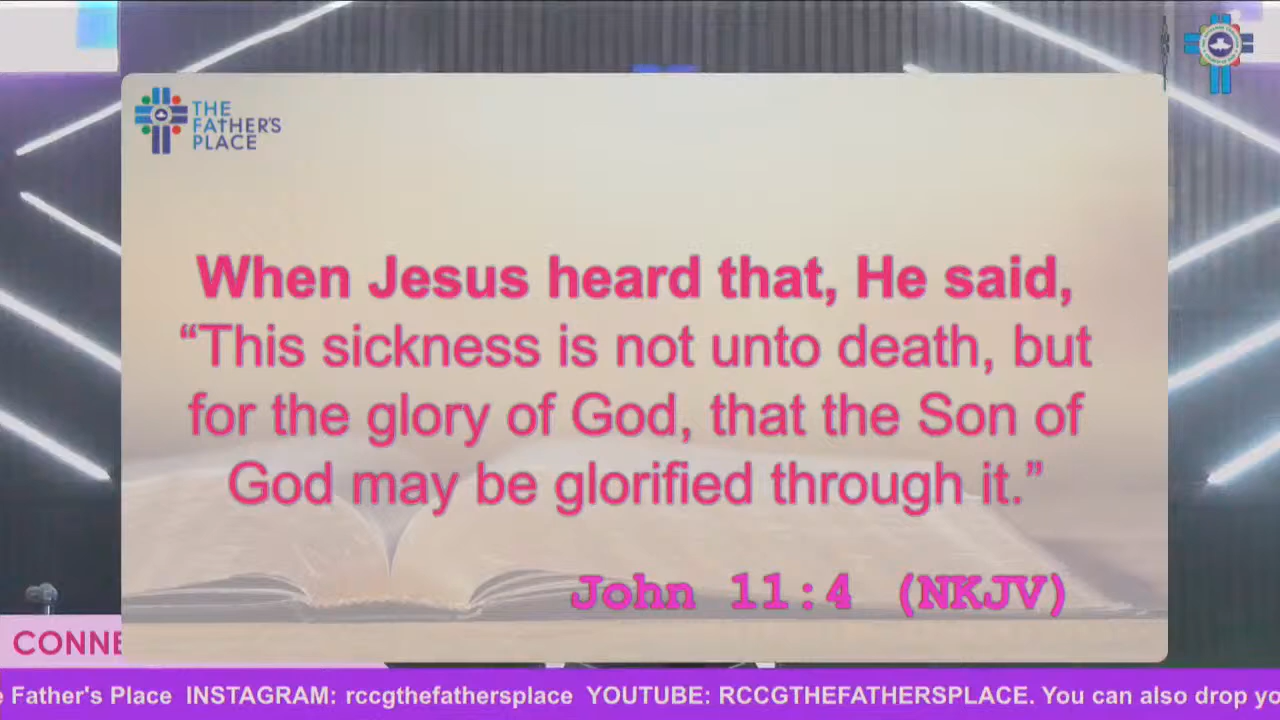 THE
FATHER'S
PLACE
When Jesus heard that, He said,
“This sickness is not unto death, but
for the glory of God, that the Son of
God may be glorified through it.”
John 11:4 (NKJV)
CONNE
Father's Place INSTAGRAM: rccgthefathersplace YOUTUBE: RCCGTHEFATHERSPLACE. You can also drop